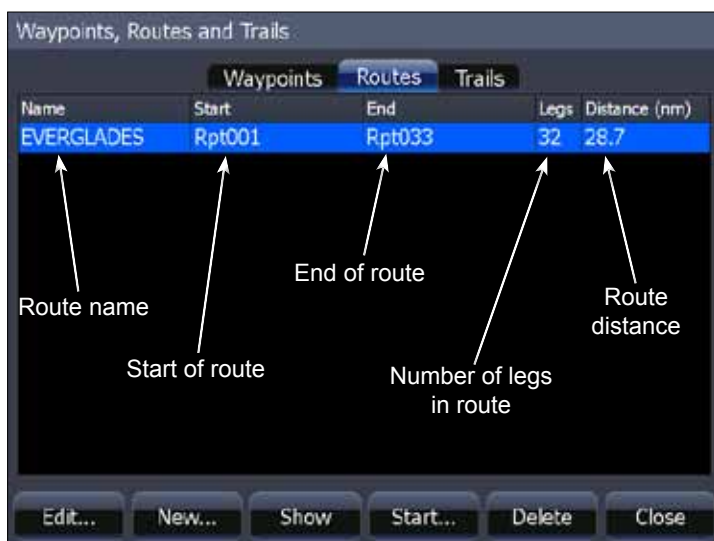 Waypoints, Routes and Trails
Waypoints Routes Trails
Name Start End Legs Distance (nm)
EVERGLADES Rpt001 Rpt033 32 28.7
End of route
Route name
Route
distance
Start of route
Number of legs
in route
Edit... New... Show Start... Delete Close